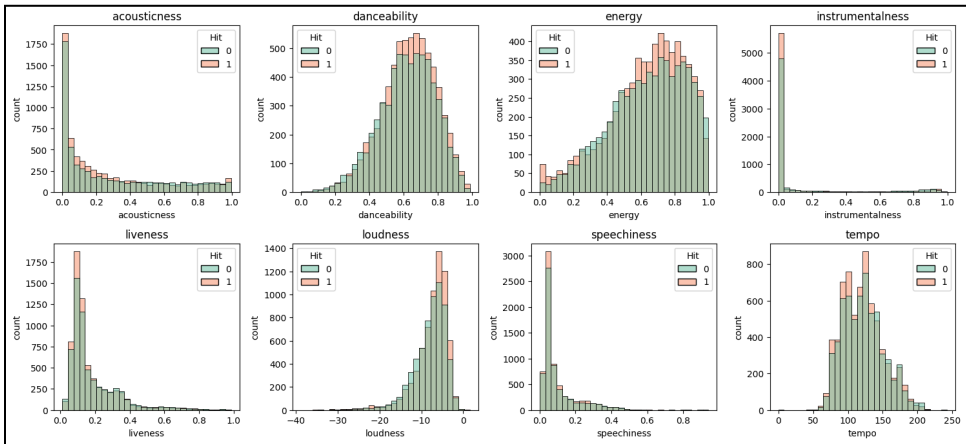 acousticness
count
1750
1500
1250
1000
750
500
250
0
Hit
0
1
0.0 0.2 0.4 0.6 0.8 1.0
acousticness
danceability
count
500
400
300
200
100
0
Hit
0
1
0.0 0.2 0.4 0.6 0.8 1.0
danceability
energy
count
400
350
300
250
200
150
100
50
0
Hit
0
1
0.0 0.2 0.4 0.6 0.8 1.0
energy
instrumentalness
count
5000
4000
3000
2000
1000
0
Hit
0
1
0.0 0.2 0.4 0.6 0.8 1.0
instrumentalness
liveness
count
1750
1500
1250
1000
750
500
250
0
Hit
0
1
0.0 0.2 0.4 0.6 0.8 1.0
liveness
loudness
count
1400
1200
1000
800
600
400
200
0
Hit
0
1
−40 −30 −20 −10 0
loudness
speechiness
count
3000
2500
2000
1500
1000
500
0
Hit
0
1
0.0 0.2 0.4 0.6 0.8
speechiness
tempo
count
800
600
400
200
0
Hit
0
1
0 50 100 150 200 250
tempo